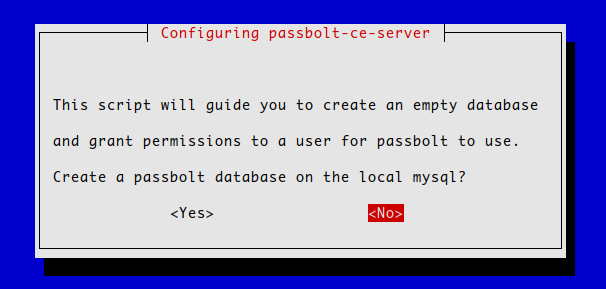 Configuring passbolt-ce-server
This script will guide you to create an empty database
and grant permissions to a user for passbolt to use.
Create a passbolt database on the local mysql?
<Yes> <No>